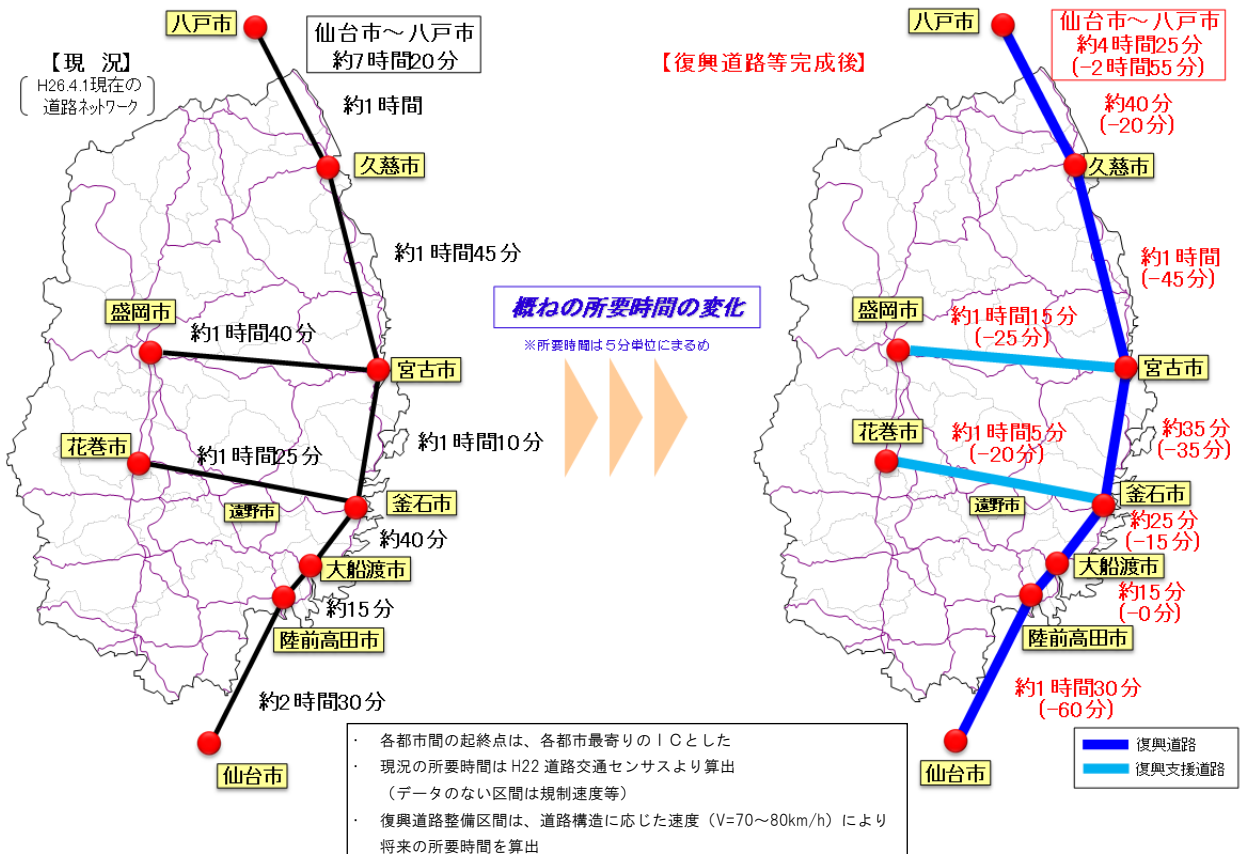 八戸市
仙台市～八戸市
約7時間20分
【現 況】
H26.4.1現在の
道路ネットワーク
約1時間
久慈市
約1時間45分
盛岡市
約1時間40分
宮古市
花巻市
約1時間25分
約1時間10分
遠野市
釜石市
約40分
大船渡市
約15分
陸前高田市
約2時間30分
仙台市
概ねの所要時間の変化
※所要時間は５分単位にまるめ
八戸市
仙台市～八戸市
約4時間25分
(-2時間55分)
【復興道路等完成後】
約40分
(-20分)
久慈市
約1時間
(-45分)
盛岡市
約1時間15分
(-25分)
宮古市
花巻市
約1時間5分
(-20分)
約35分
(-35分)
遠野市
釜石市
約25分
(-15分)
大船渡市
約15分
(-0分)
陸前高田市
約1時間30分
(-60分)
仙台市
復興道路
復興支援道路
・ 各都市間の起終点は、各都市最寄りのＩＣとした
・ 現況の所要時間はH22道路交通センサスより算出
（データのない区間は規制速度等）
・ 復興道路整備区間は、道路構造に応じた速度（V=70～80km/h）により
将来の所要時間を算出